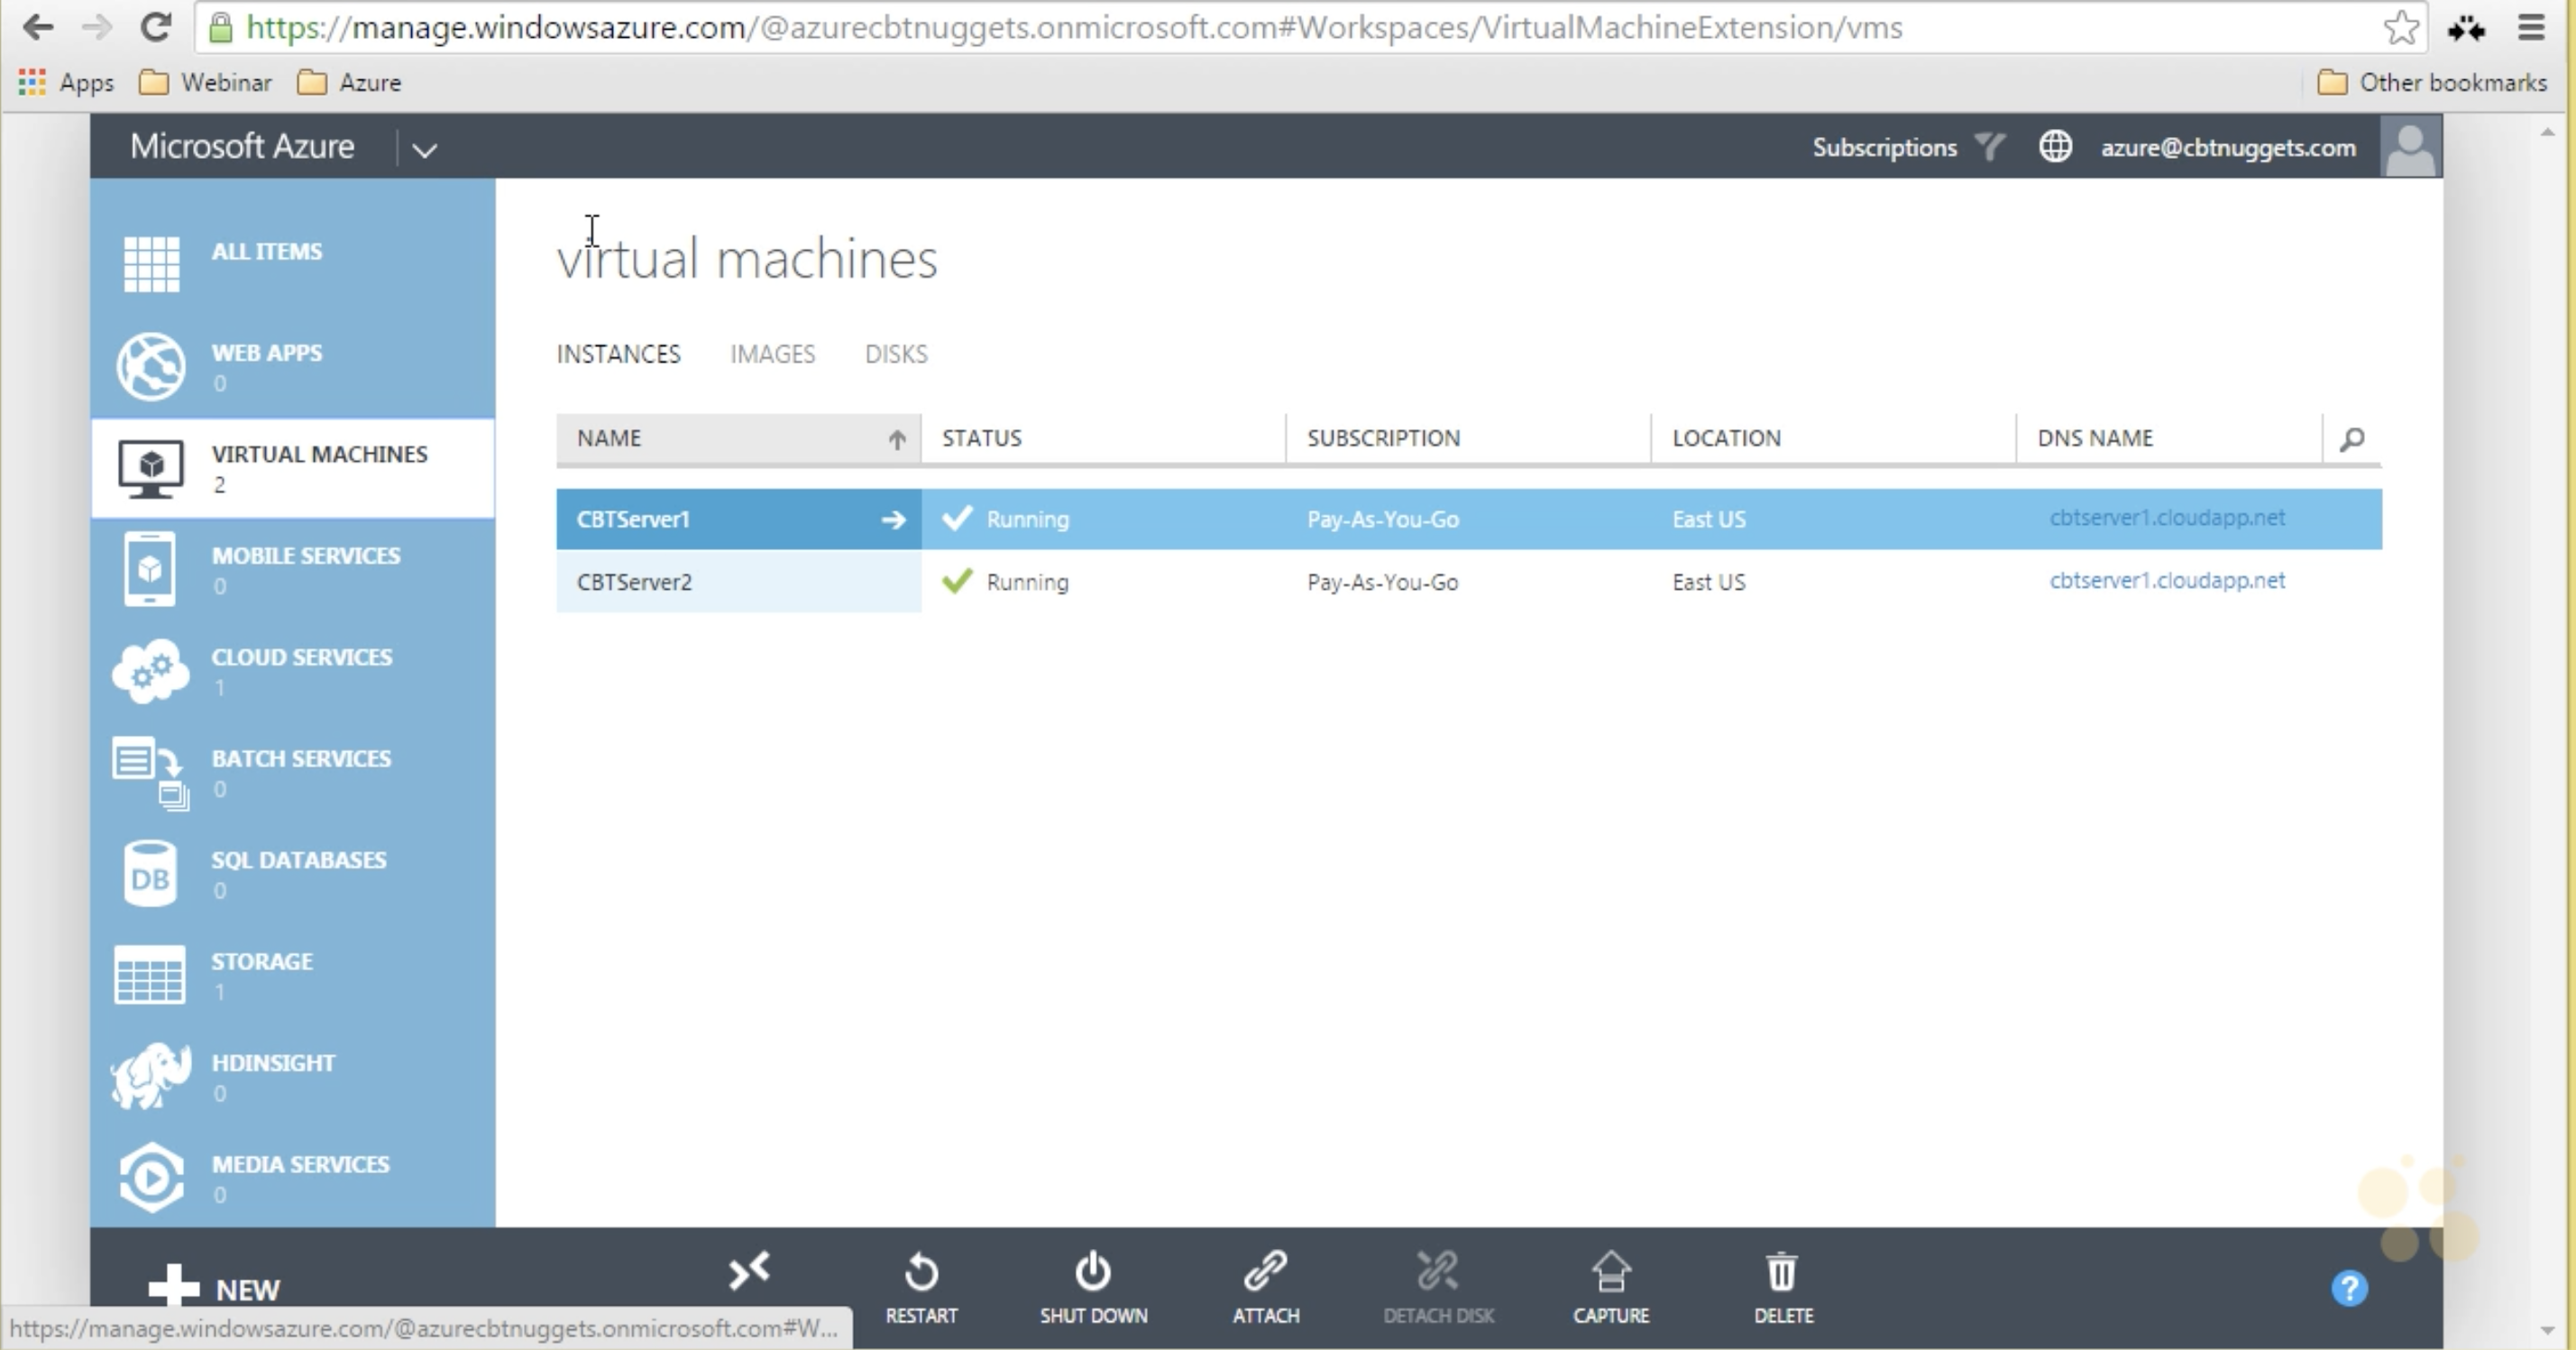 https://manage.windowsazure.com/@azurecbtnuggets.onmicrosoft.com#Workspaces/VirtualMachineExtension/vms
Apps Webinar Azure Other bookmarks
Microsoft Azure Subscriptions azure@cbtnuggets.com
ALL ITEMS
WEB APPS
0
VIRTUAL MACHINES
2
MOBILE SERVICES
0
CLOUD SERVICES
1
BATCH SERVICES
0
SQL DATABASES
0
DB
STORAGE
1
HDINSIGHT
0
MEDIA SERVICES
0
virtual machines
INSTANCES IMAGES DISKS
NAME STATUS SUBSCRIPTION LOCATION DNS NAME
CBTServer1 Running Pay-As-You-Go East US cbtserver1.cloudapp.net
CBTServer2 Running Pay-As-You-Go East US cbtserver1.cloudapp.net
NEW
RESTART SHUT DOWN ATTACH DETACH DISK CAPTURE DELETE
?
https://manage.windowsazure.com/@azurecbtnuggets.onmicrosoft.com#W...